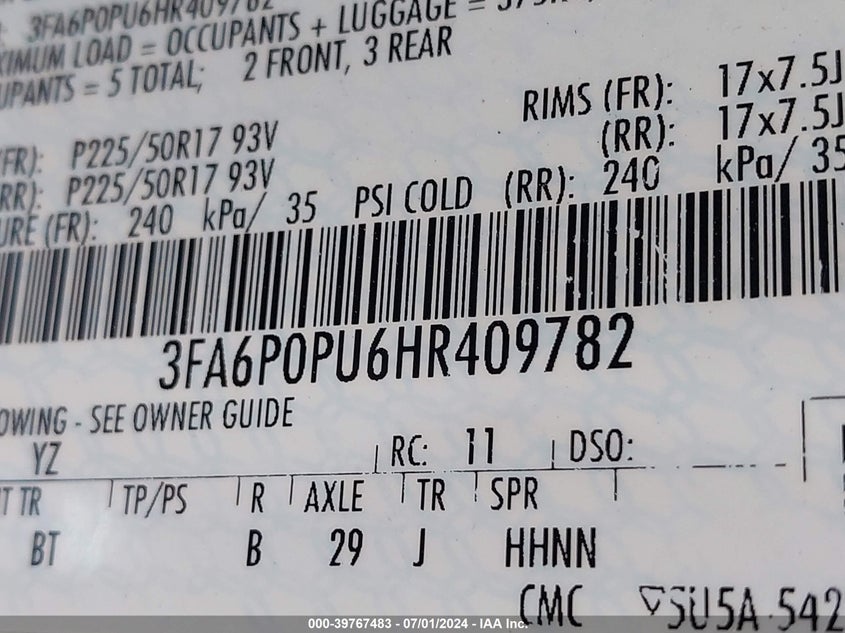 3FA6P0PU6HR409782
XIMUM LOAD = OCCUPANTS + LUGGAGE = 375K
UPANTS = 5 TOTAL; 2 FRONT, 3 REAR
RIMS (FR): 17x7.5J
(RR): 17x7.5J
(FR): P225/50R17 93V
RR): P225/50R17 93V
URE (FR): 240 kPa/ 35 PSI COLD (RR): 240 kPa/ 35
3FA6P0PU6HR409782
OWING - SEE OWNER GUIDE
YZ RC: 11 DSO:
T TR TP/PS R AXLE TR SPR
BT B 29 J HHNN
CMC SU5A 542
000-39767483 - 07/01/2024 - IAA Inc.